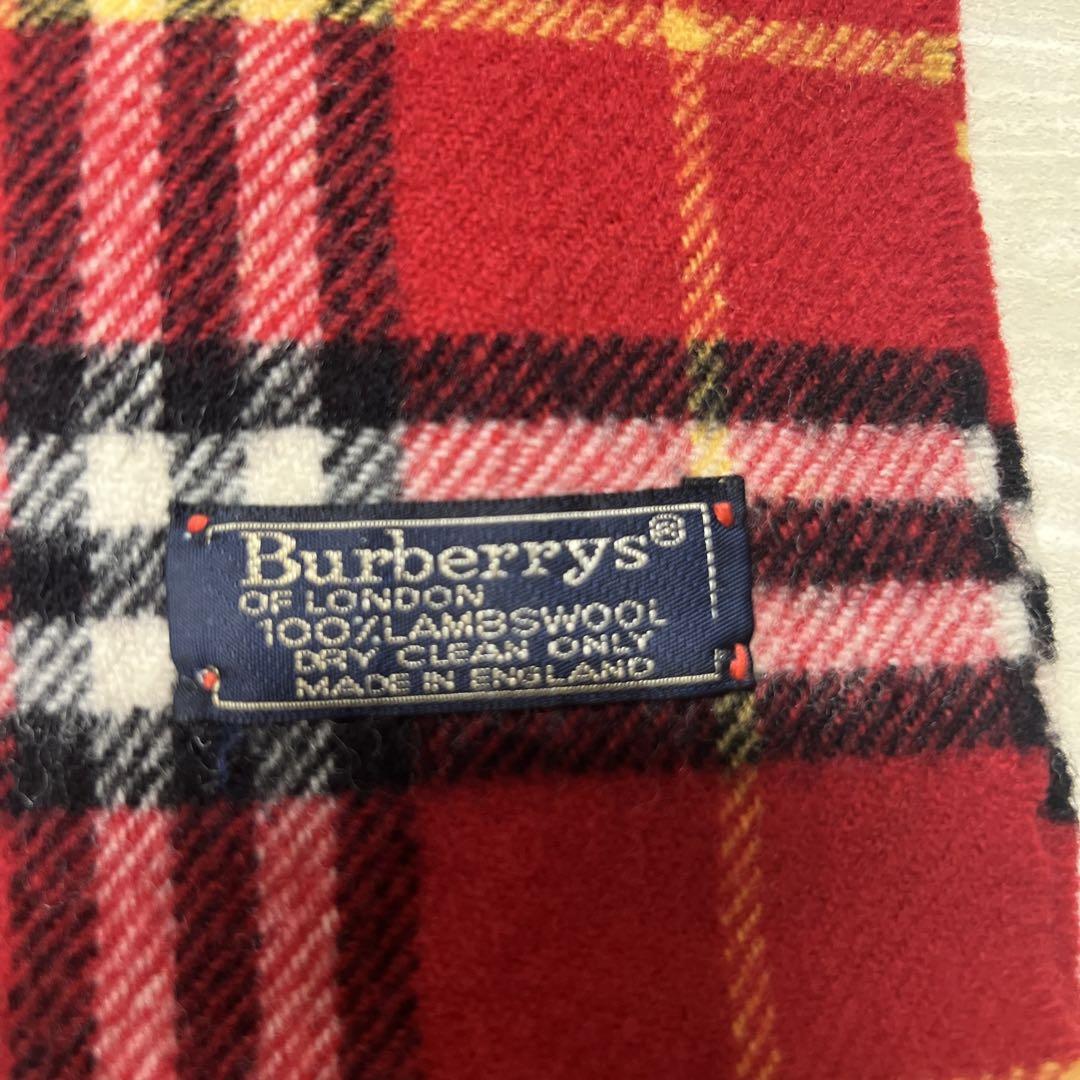 Burberrys®
OF LONDON
100%LAMBSWOOL
DRY CLEAN ONLY
MADE IN ENGLAND